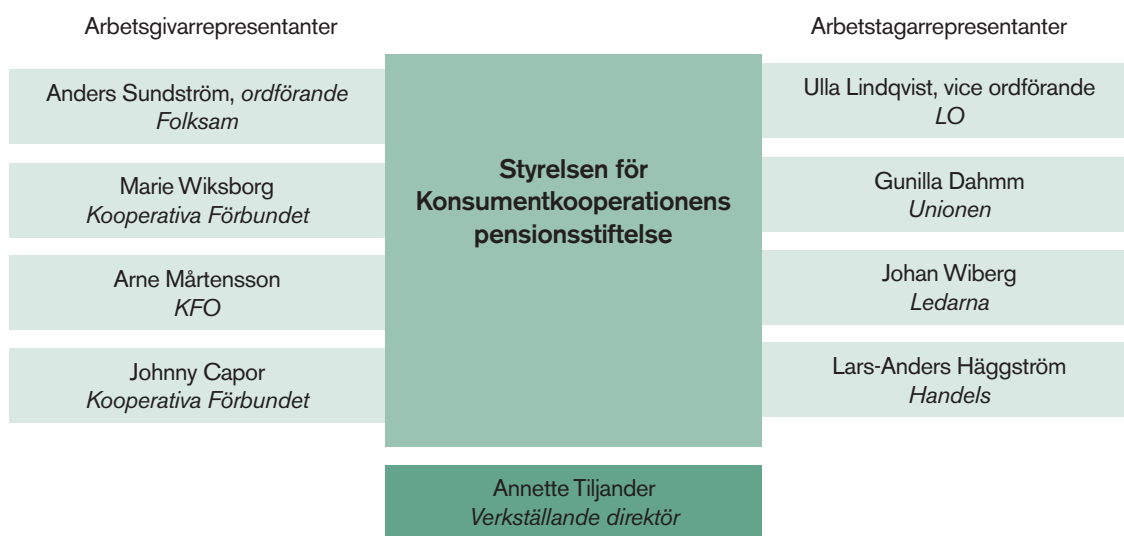 Arbetsgivarrepresentanter
Anders Sundström, ordförande
Folksam
Marie Wiksborg
Kooperativa Förbundet
Arne Mårtensson
KFO
Johnny Capor
Kooperativa Förbundet
Styrelsen för
Konsumentkooperationens
pensionsstiftelse
Annette Tiljander
Verkställande direktör
Arbetstagarrepresentanter
Ulla Lindqvist, vice ordförande
LO
Gunilla Dahmm
Unionen
Johan Wiberg
Ledarna
Lars-Anders Häggström
Handels